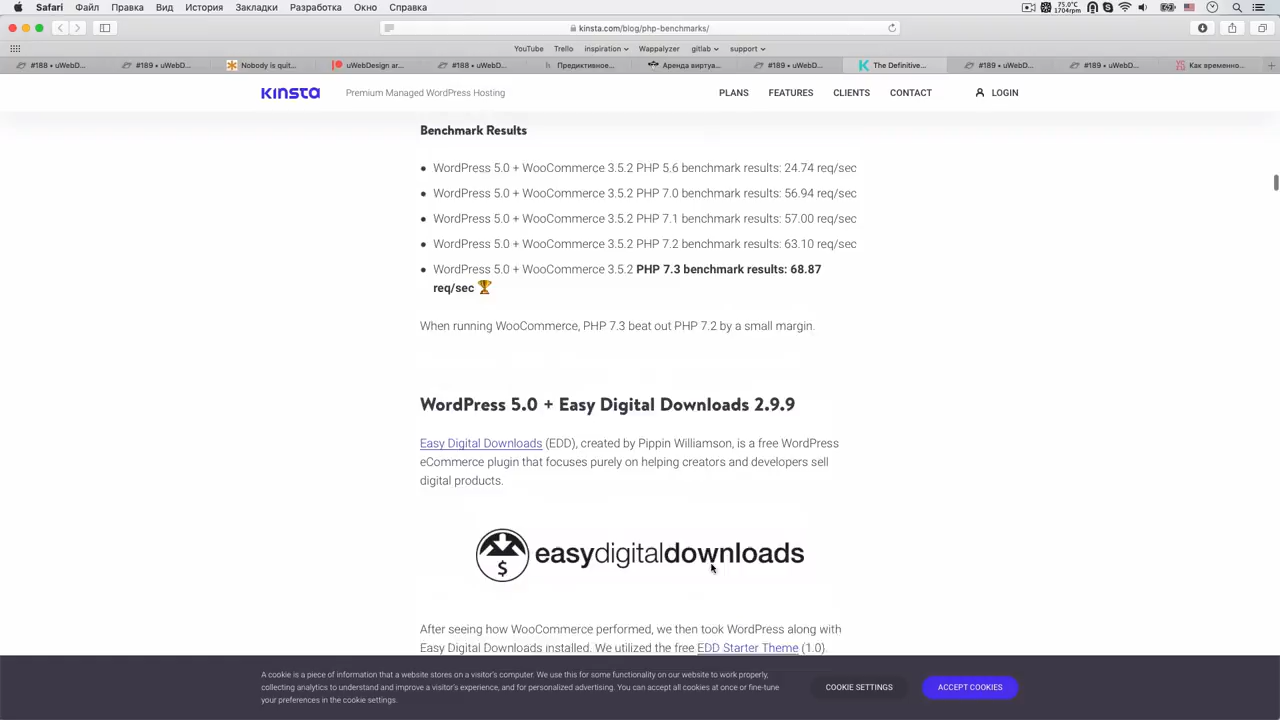 Safari Файл Правка Вид История Закладки Разработка Окно Справка
75.0°C
1704rpm
kinsta.com/blog/php-benchmarks/
YouTube Trello inspiration Wappalyzer gitlab support
#188 • uWebD... #189 • uWebD... Nobody is quit... uWebDesign ar... #188 • uWebD... Предиктивное... Аренда виртуа... #189 • uWebD... The Definitive... #189 • uWebD... #189 • uWebD... Как временно...
KINSTA Premium Managed WordPress Hosting PLANS FEATURES CLIENTS CONTACT LOGIN
Benchmark Results
• WordPress 5.0 + WooCommerce 3.5.2 PHP 5.6 benchmark results: 24.74 req/sec
• WordPress 5.0 + WooCommerce 3.5.2 PHP 7.0 benchmark results: 56.94 req/sec
• WordPress 5.0 + WooCommerce 3.5.2 PHP 7.1 benchmark results: 57.00 req/sec
• WordPress 5.0 + WooCommerce 3.5.2 PHP 7.2 benchmark results: 63.10 req/sec
• WordPress 5.0 + WooCommerce 3.5.2 PHP 7.3 benchmark results: 68.87
req/sec 🏆
When running WooCommerce, PHP 7.3 beat out PHP 7.2 by a small margin.
WordPress 5.0 + Easy Digital Downloads 2.9.9
Easy Digital Downloads (EDD), created by Pippin Williamson, is a free WordPress
eCommerce plugin that focuses purely on helping creators and developers sell
digital products.
$ easydigitaldownloads
After seeing how WooCommerce performed, we then took WordPress along with
Easy Digital Downloads installed. We utilized the free EDD Starter Theme (1.0).
A cookie is a piece of information that a website stores on a visitor's computer. We use this for some functionality on our website to work properly,
collecting analytics to understand and improve a visitor's experience, and for personalized advertising. You can accept all cookies at once or fine-tune
your preferences in the cookie settings.
COOKIE SETTINGS ACCEPT COOKIES